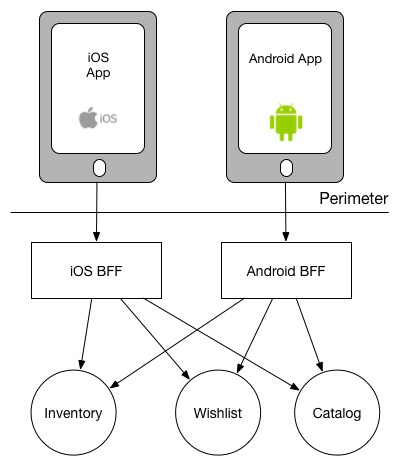 iOS
App
Android App
iOS
Perimeter
iOS BFF
Android BFF
Inventory
Wishlist
Catalog